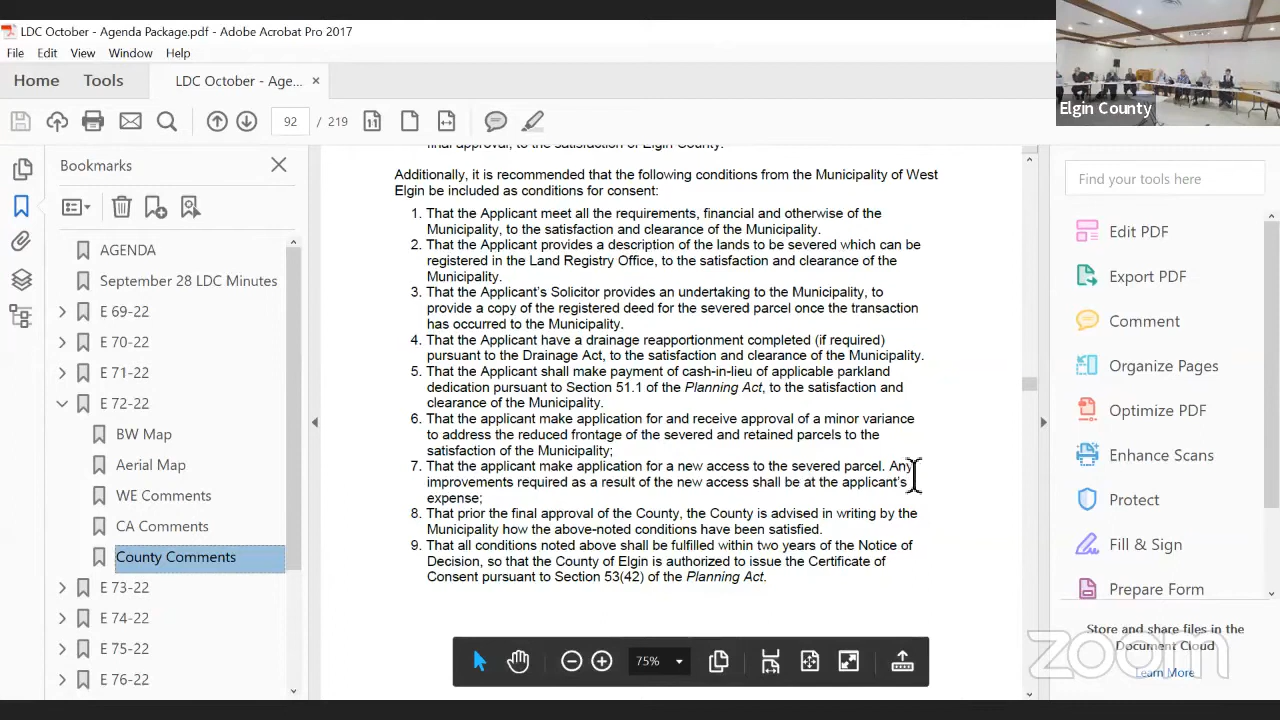 LDC October - Agenda Package.pdf - Adobe Acrobat Pro 2017
File Edit View Window Help
Home Tools LDC October - Age... ×
92 / 219
Elgin County
Bookmarks
AGENDA
September 28 LDC Minutes
E 69-22
E 70-22
E 71-22
E 72-22
BW Map
Aerial Map
WE Comments
CA Comments
County Comments
E 73-22
E 74-22
E 75-22
E 76-22
final approval, to the satisfaction of Elgin County.
Additionally, it is recommended that the following conditions from the Municipality of West
Elgin be included as conditions for consent:
1. That the Applicant meet all the requirements, financial and otherwise of the
Municipality, to the satisfaction and clearance of the Municipality.
2. That the Applicant provides a description of the lands to be severed which can be
registered in the Land Registry Office, to the satisfaction and clearance of the
Municipality.
3. That the Applicant's Solicitor provides an undertaking to the Municipality, to
provide a copy of the registered deed for the severed parcel once the transaction
has occurred to the Municipality.
4. That the Applicant have a drainage reapportionment completed (if required)
pursuant to the Drainage Act, to the satisfaction and clearance of the Municipality.
5. That the Applicant shall make payment of cash-in-lieu of applicable parkland
dedication pursuant to Section 51.1 of the Planning Act, to the satisfaction and
clearance of the Municipality.
6. That the applicant make application for and receive approval of a minor variance
to address the reduced frontage of the severed and retained parcels to the
satisfaction of the Municipality;
7. That the applicant make application for a new access to the severed parcel. Any
improvements required as a result of the new access shall be at the applicant's
expense;
8. That prior the final approval of the County, the County is advised in writing by the
Municipality how the above-noted conditions have been satisfied.
9. That all conditions noted above shall be fulfilled within two years of the Notice of
Decision, so that the County of Elgin is authorized to issue the Certificate of
Consent pursuant to Section 53(42) of the Planning Act.
75%
Find your tools here
Edit PDF
Export PDF
Comment
Organize Pages
Optimize PDF
Enhance Scans
Protect
Fill & Sign
Prepare Form
Store and share files in the
Document Cloud
Learn More
zoom